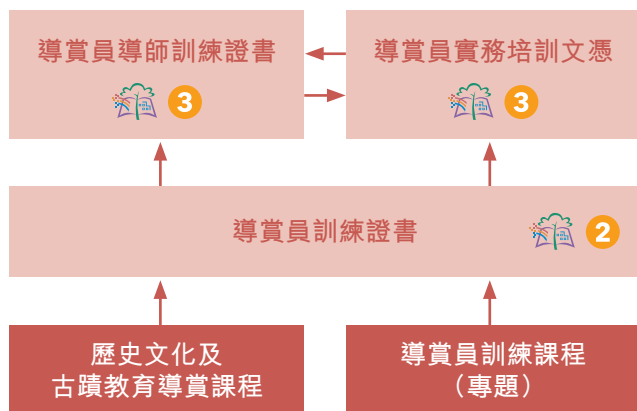 導賞員導師訓練證書
3
導賞員實務培訓文憑
3
導賞員訓練證書
2
歷史文化及
古蹟教育導賞課程
導賞員訓練課程
（專題）